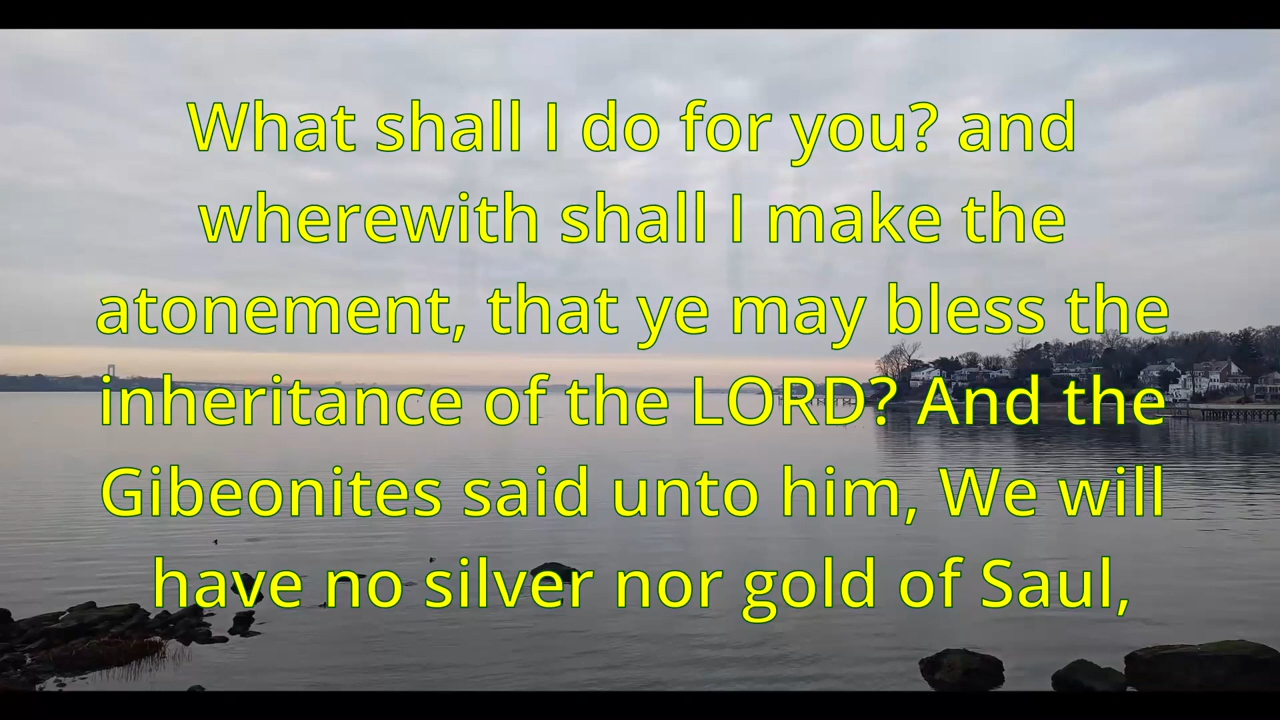 What shall I do for you? and
wherewith shall I make the
atonement, that ye may bless the
inheritance of the LORD? And the
Gibeonites said unto him, We will
have no silver nor gold of Saul,